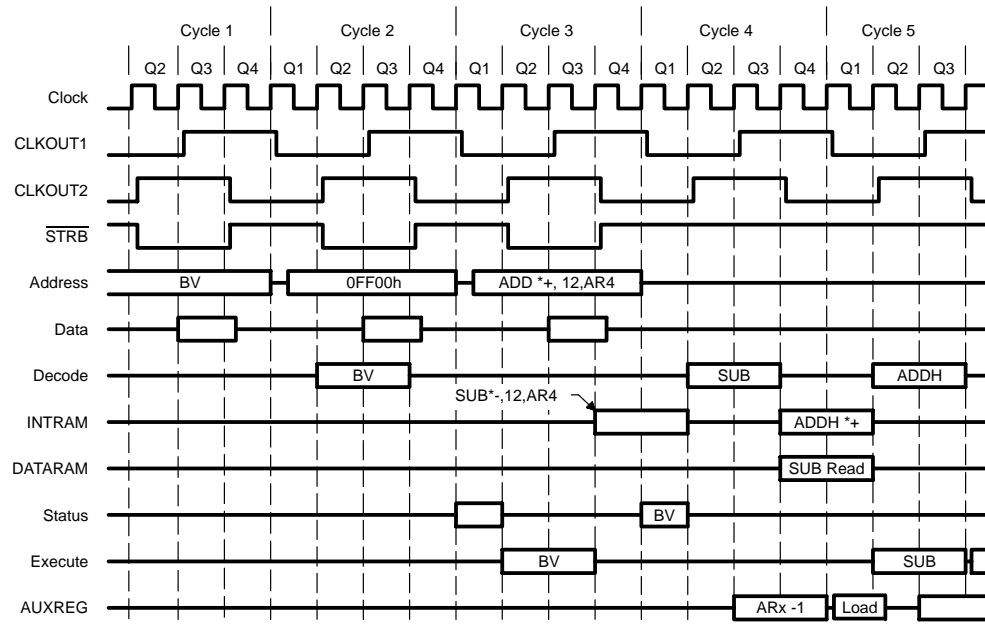 Cycle 1 Cycle 2 Cycle 3 Cycle 4 Cycle 5
Q2 Q3 Q4 Q1 Q2 Q3 Q4 Q1 Q2 Q3 Q4 Q1 Q2 Q3 Q4 Q1 Q2 Q3
Clock
CLKOUT1
CLKOUT2
STRB
Address BV 0FF00h ADD *+, 12,AR4
Data
Decode BV SUB ADDH
SUB*-,12,AR4
INTRAM ADDH *+
DATARAM SUB Read
Status BV
Execute BV SUB
AUXREG ARx -1 Load